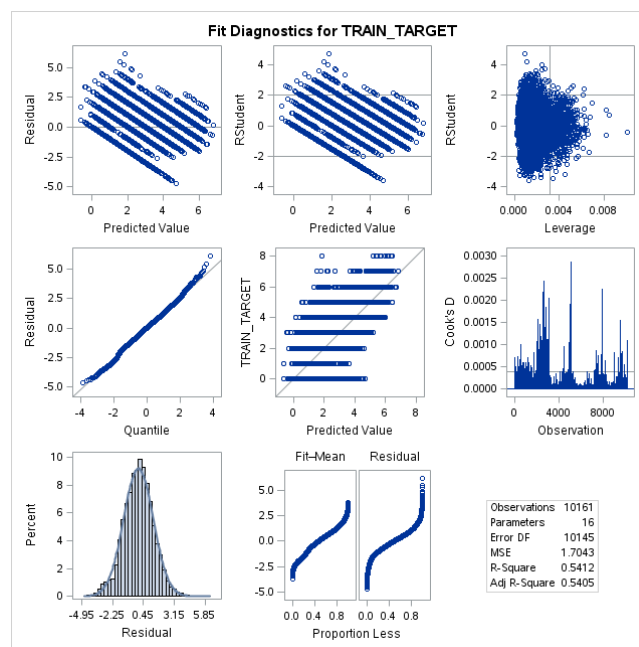 Fit Diagnostics for TRAIN_TARGET
Residual
5.0
2.5
0.0
-2.5
-5.0
0 2 4 6
Predicted Value
RStudent
4
2
0
-2
-4
0 2 4 6
Predicted Value
RStudent
4
2
0
-2
-4
0.000 0.004 0.008
Leverage
Residual
5.0
2.5
0.0
-2.5
-5.0
-4 -2 0 2 4
Quantile
TRAIN_TARGET
8
6
4
2
0
0 2 4 6 8
Predicted Value
Cook's D
0.0030
0.0025
0.0020
0.0015
0.0010
0.0005
0.0000
0 4000 8000
Observation
Percent
10
8
6
4
2
0
-4.95 -2.25 0.45 3.15 5.85
Residual
Fit–Mean Residual
5.0
2.5
0.0
-2.5
-5.0
0.0 0.4 0.8 0.0 0.4 0.8
Proportion Less
Observations 10161
Parameters 16
Error DF 10145
MSE 1.7043
R-Square 0.5412
Adj R-Square 0.5405